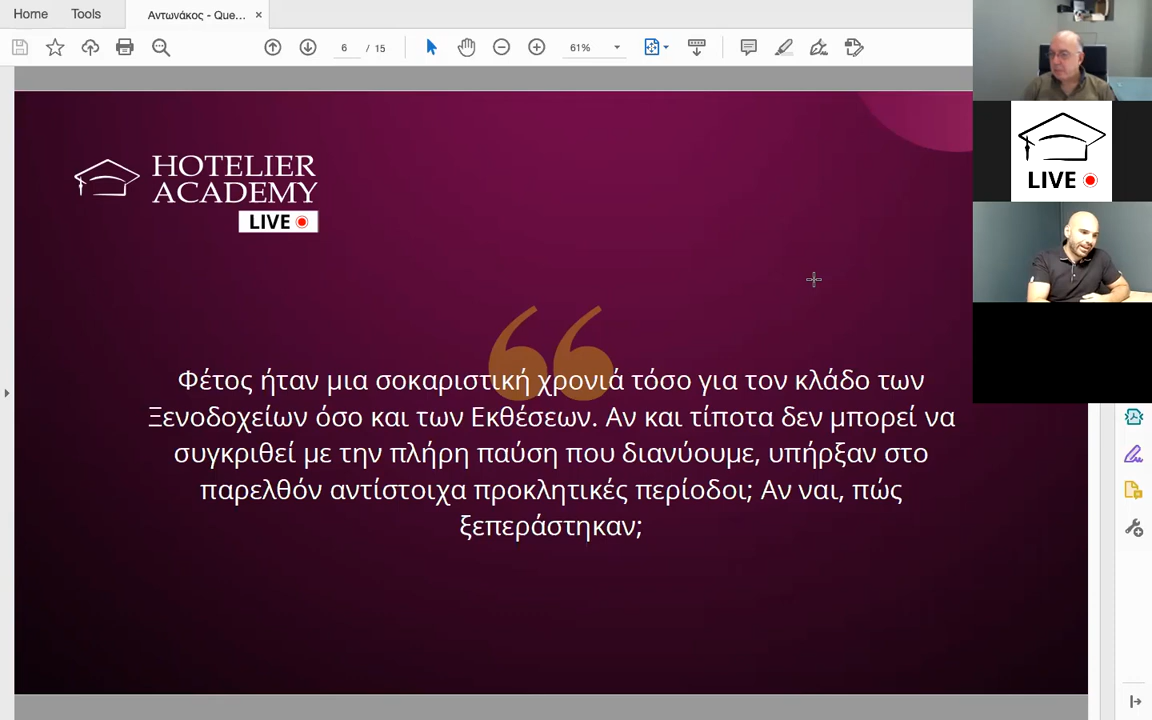 Home
Tools
Αντωνάκος - Que...
×
6 / 15
61%
HOTELIER
ACADEMY
LIVE
LIVE
Φέτος ήταν μια σοκαριστική χρονιά τόσο για τον κλάδο των
Ξενοδοχείων όσο και των Εκθέσεων. Αν και τίποτα δεν μπορεί να
συγκριθεί με την πλήρη παύση που διανύουμε, υπήρξαν στο
παρελθόν αντίστοιχα προκλητικές περίοδοι; Αν ναι, πώς
ξεπεράστηκαν;